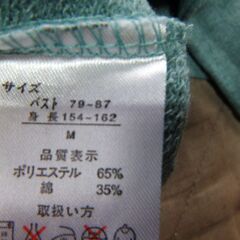 サイズ
バスト 79~87
身長154~162
M
品質表示
ポリエステル 65%
綿 35%
取扱い方